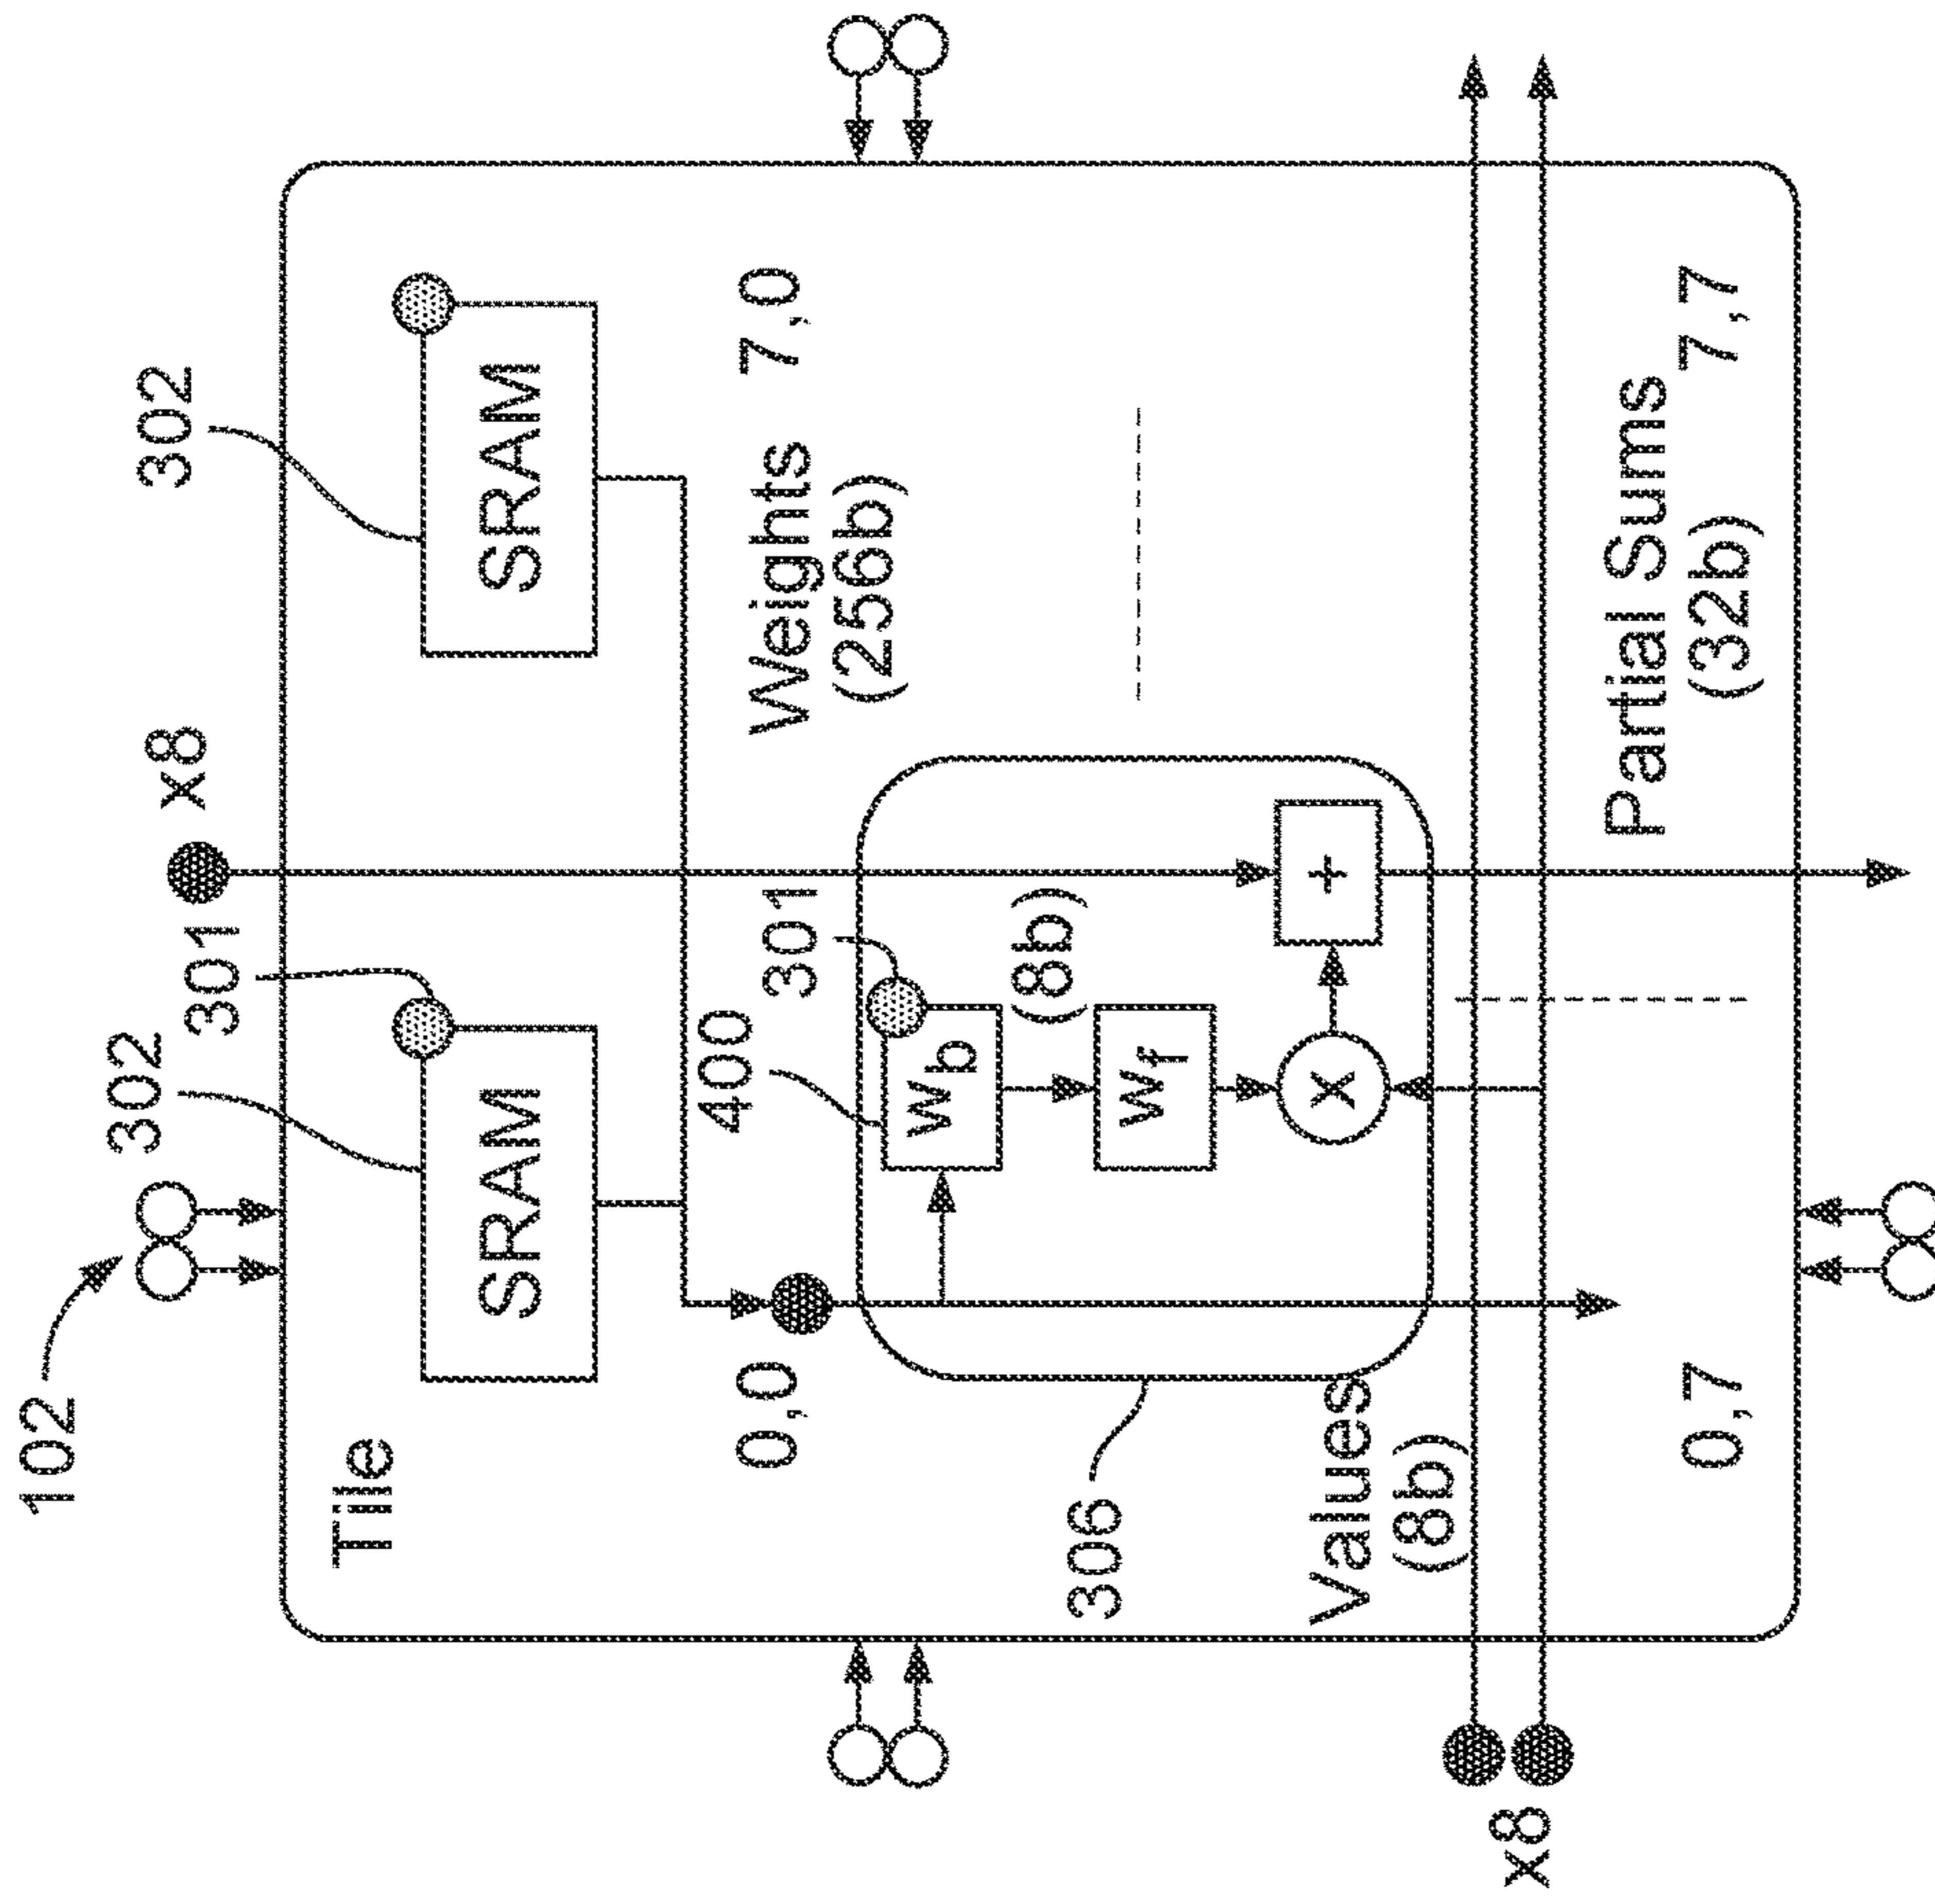 102
302
301
x8
302
Tile
SRAM
SRAM
400
301
0,0
Weights
(256b)
7,0
wb
(8b)
306
wf
Values
(8b)
x
+
x8
Partial Sums
(32b)
0,7
7,7